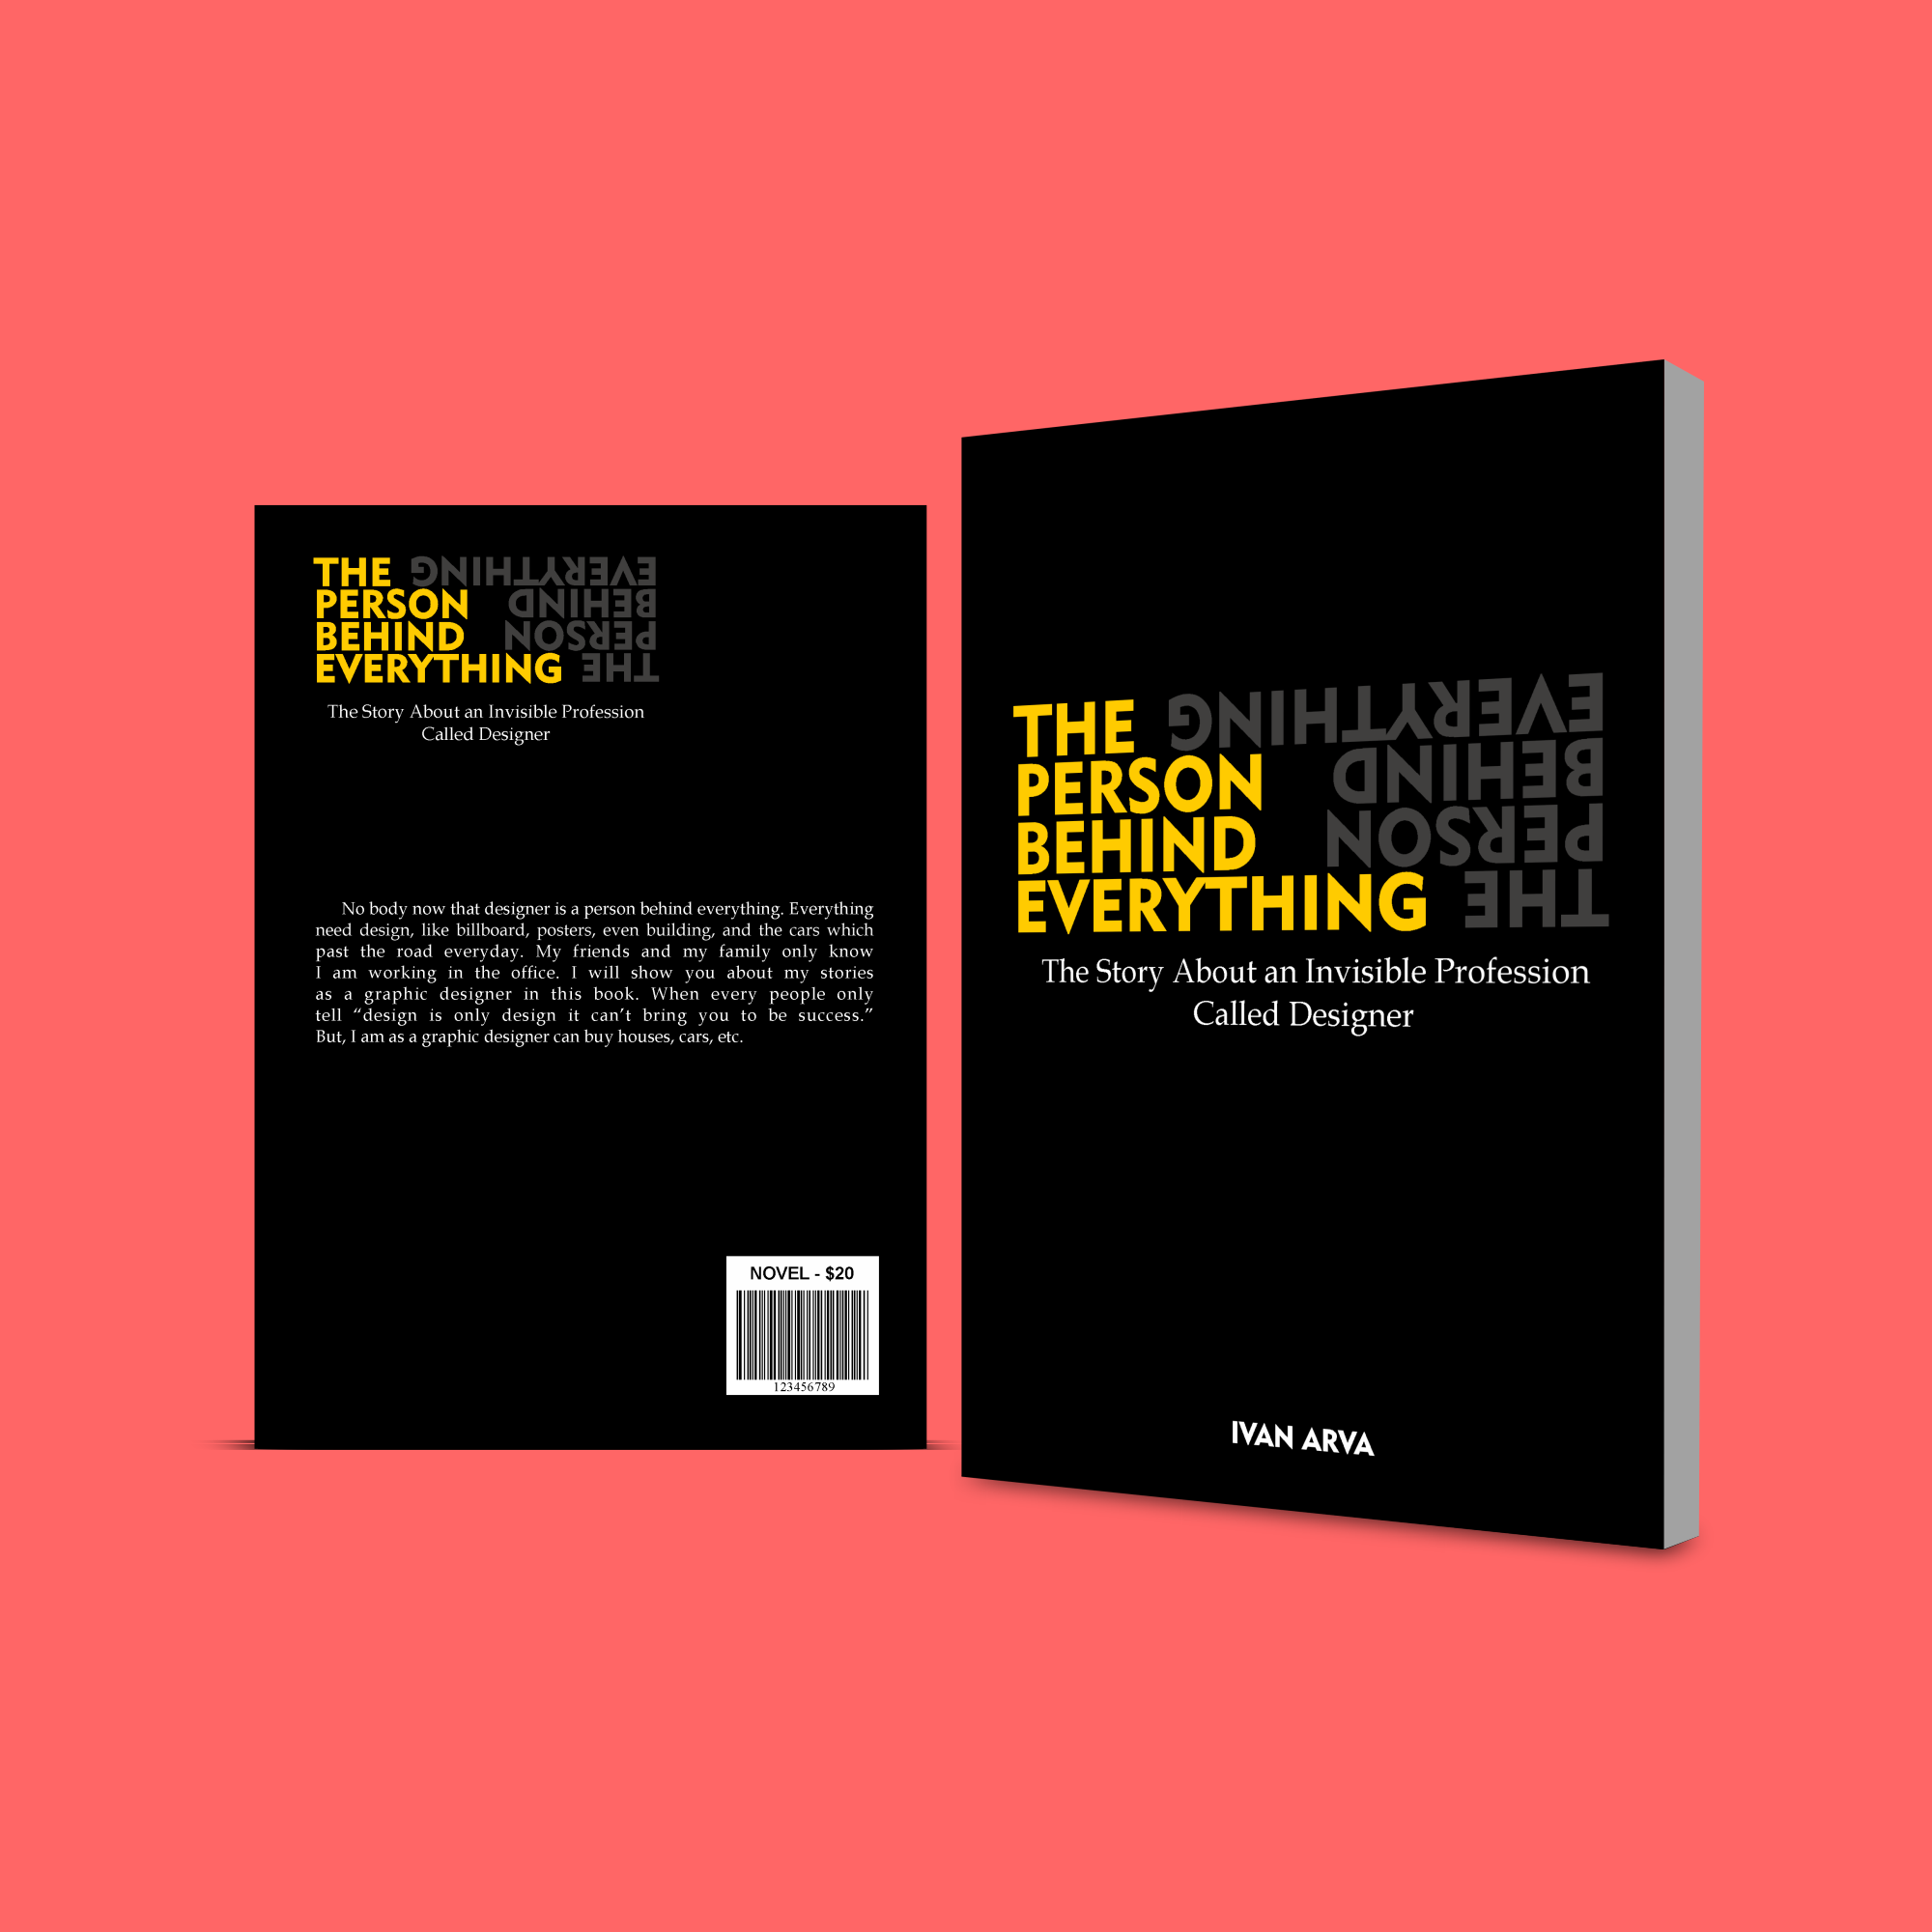 THE EVERYTHING
PERSON BEHIND
BEHIND PERSON
EVERYTHING THE
The Story About an Invisible Profession
Called Designer
No body now that designer is a person behind everything. Everything
need design, like billboard, posters, even building, and the cars which
past the road everyday. My friends and my family only know
I am working in the office. I will show you about my stories
as a graphic designer in this book. When every people only
tell “design is only design it can’t bring you to be success.”
But, I am as a graphic designer can buy houses, cars, etc.
NOVEL - $20
123456789
THE EVERYTHING
PERSON BEHIND
BEHIND PERSON
EVERYTHING THE
The Story About an Invisible Profession
Called Designer
IVAN ARVA